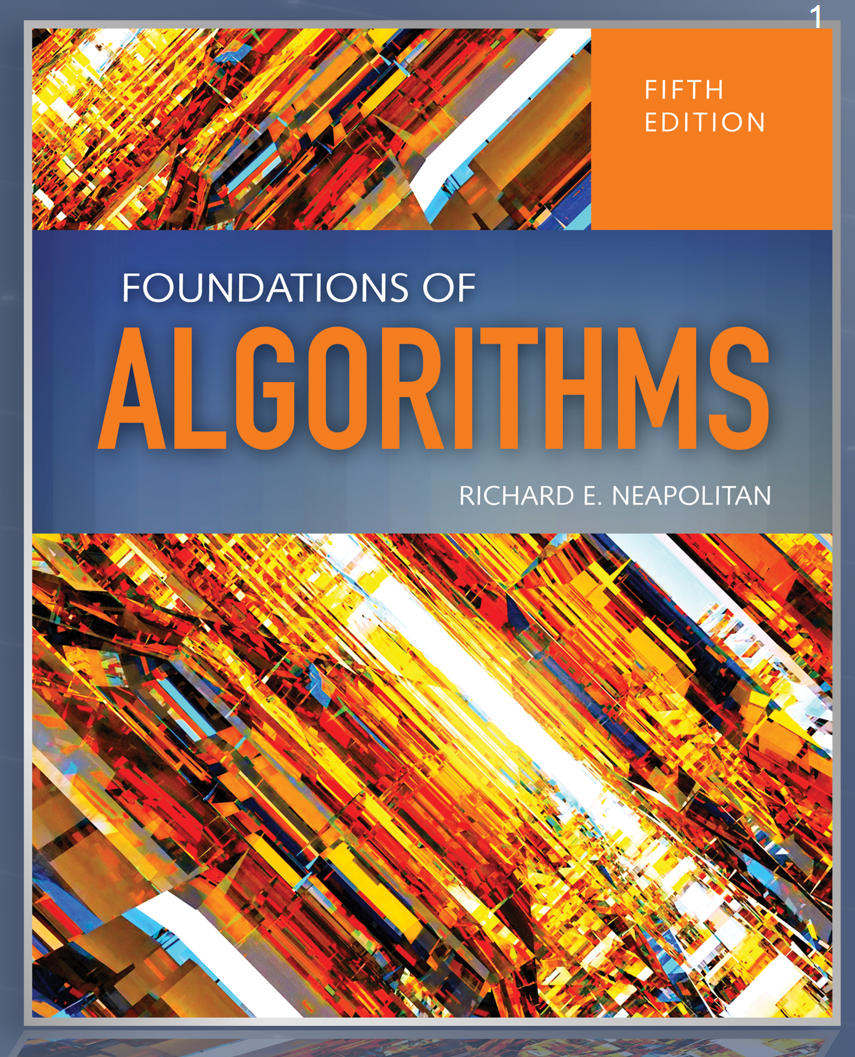 1
FIFTH
EDITION
FOUNDATIONS OF
ALGORITHMS
RICHARD E. NEAPOLITAN